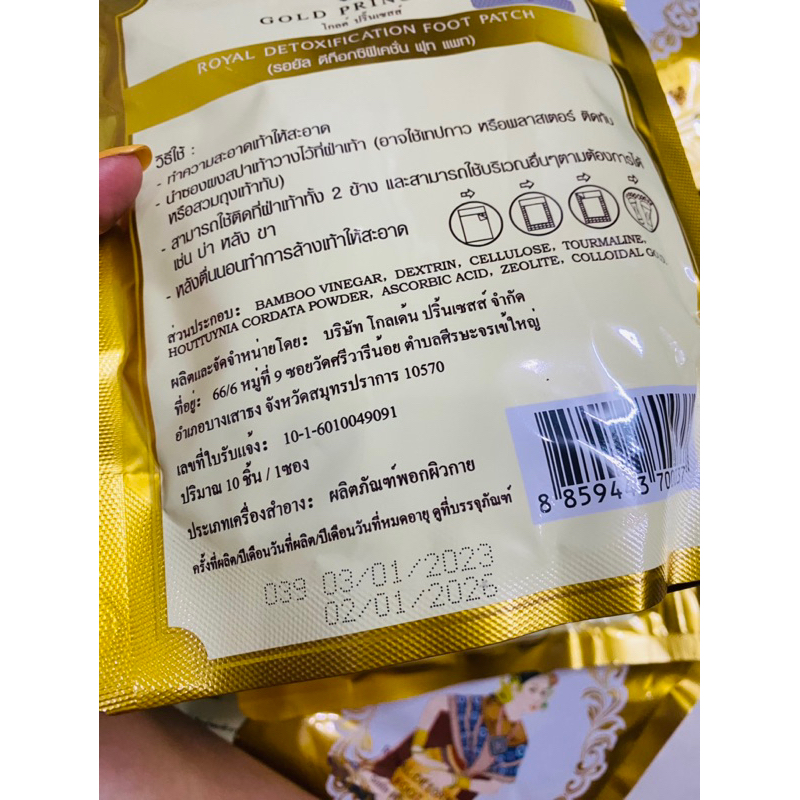 GOLD PRIN
โกลด์ ปริ้นเซสส์
ROYAL DETOXIFICATION FOOT PATCH
(รอยัล ดีท็อกซิฟิเคชั่น ฟุท แพท)
วิธีใช้ :
- ทำความสะอาดเท้าให้สะอาด
- นำซองผงสปาเท้าวางไว้ที่ฝ่าเท้า (อาจใช้เทปกาว หรือพลาสเตอร์ ติดทับ
หรือสวมถุงเท้าทับ)
- สามารถใช้ติดที่ฝ่าเท้าทั้ง 2 ข้าง และสามารถใช้บริเวณอื่นๆตามต้องการได้
เช่น บ่า หลัง ขา
- หลังตื่นนอนทำการล้างเท้าให้สะอาด
ส่วนประกอบ: BAMBOO VINEGAR, DEXTRIN, CELLULOSE, TOURMALINE,
HOUTTUYNIA CORDATA POWDER, ASCORBIC ACID, ZEOLITE, COLLOIDAL
ผลิตและจัดจำหน่ายโดย: บริษัท โกลเด้น ปริ้นเซสส์ จำกัด
ที่อยู่: 66/6 หมู่ที่ 9 ซอยวัดศรีวารีน้อย ตำบลศีรษะจรเข้ใหญ่
อำเภอบางเสาธง จังหวัดสมุทรปราการ 10570
เลขที่ใบรับแจ้ง: 10-1-6010049091
ปริมาณ 10 ชิ้น / 1ซอง
ประเภทเครื่องสำอาง: ผลิตภัณฑ์พอกผิวกาย
ครั้งที่ผลิต/ปีเดือนวันที่ผลิต/ปีเดือนวันที่หมดอายุ ดูที่บรรจุภัณฑ์
039 03/01/2023
02/01/2026